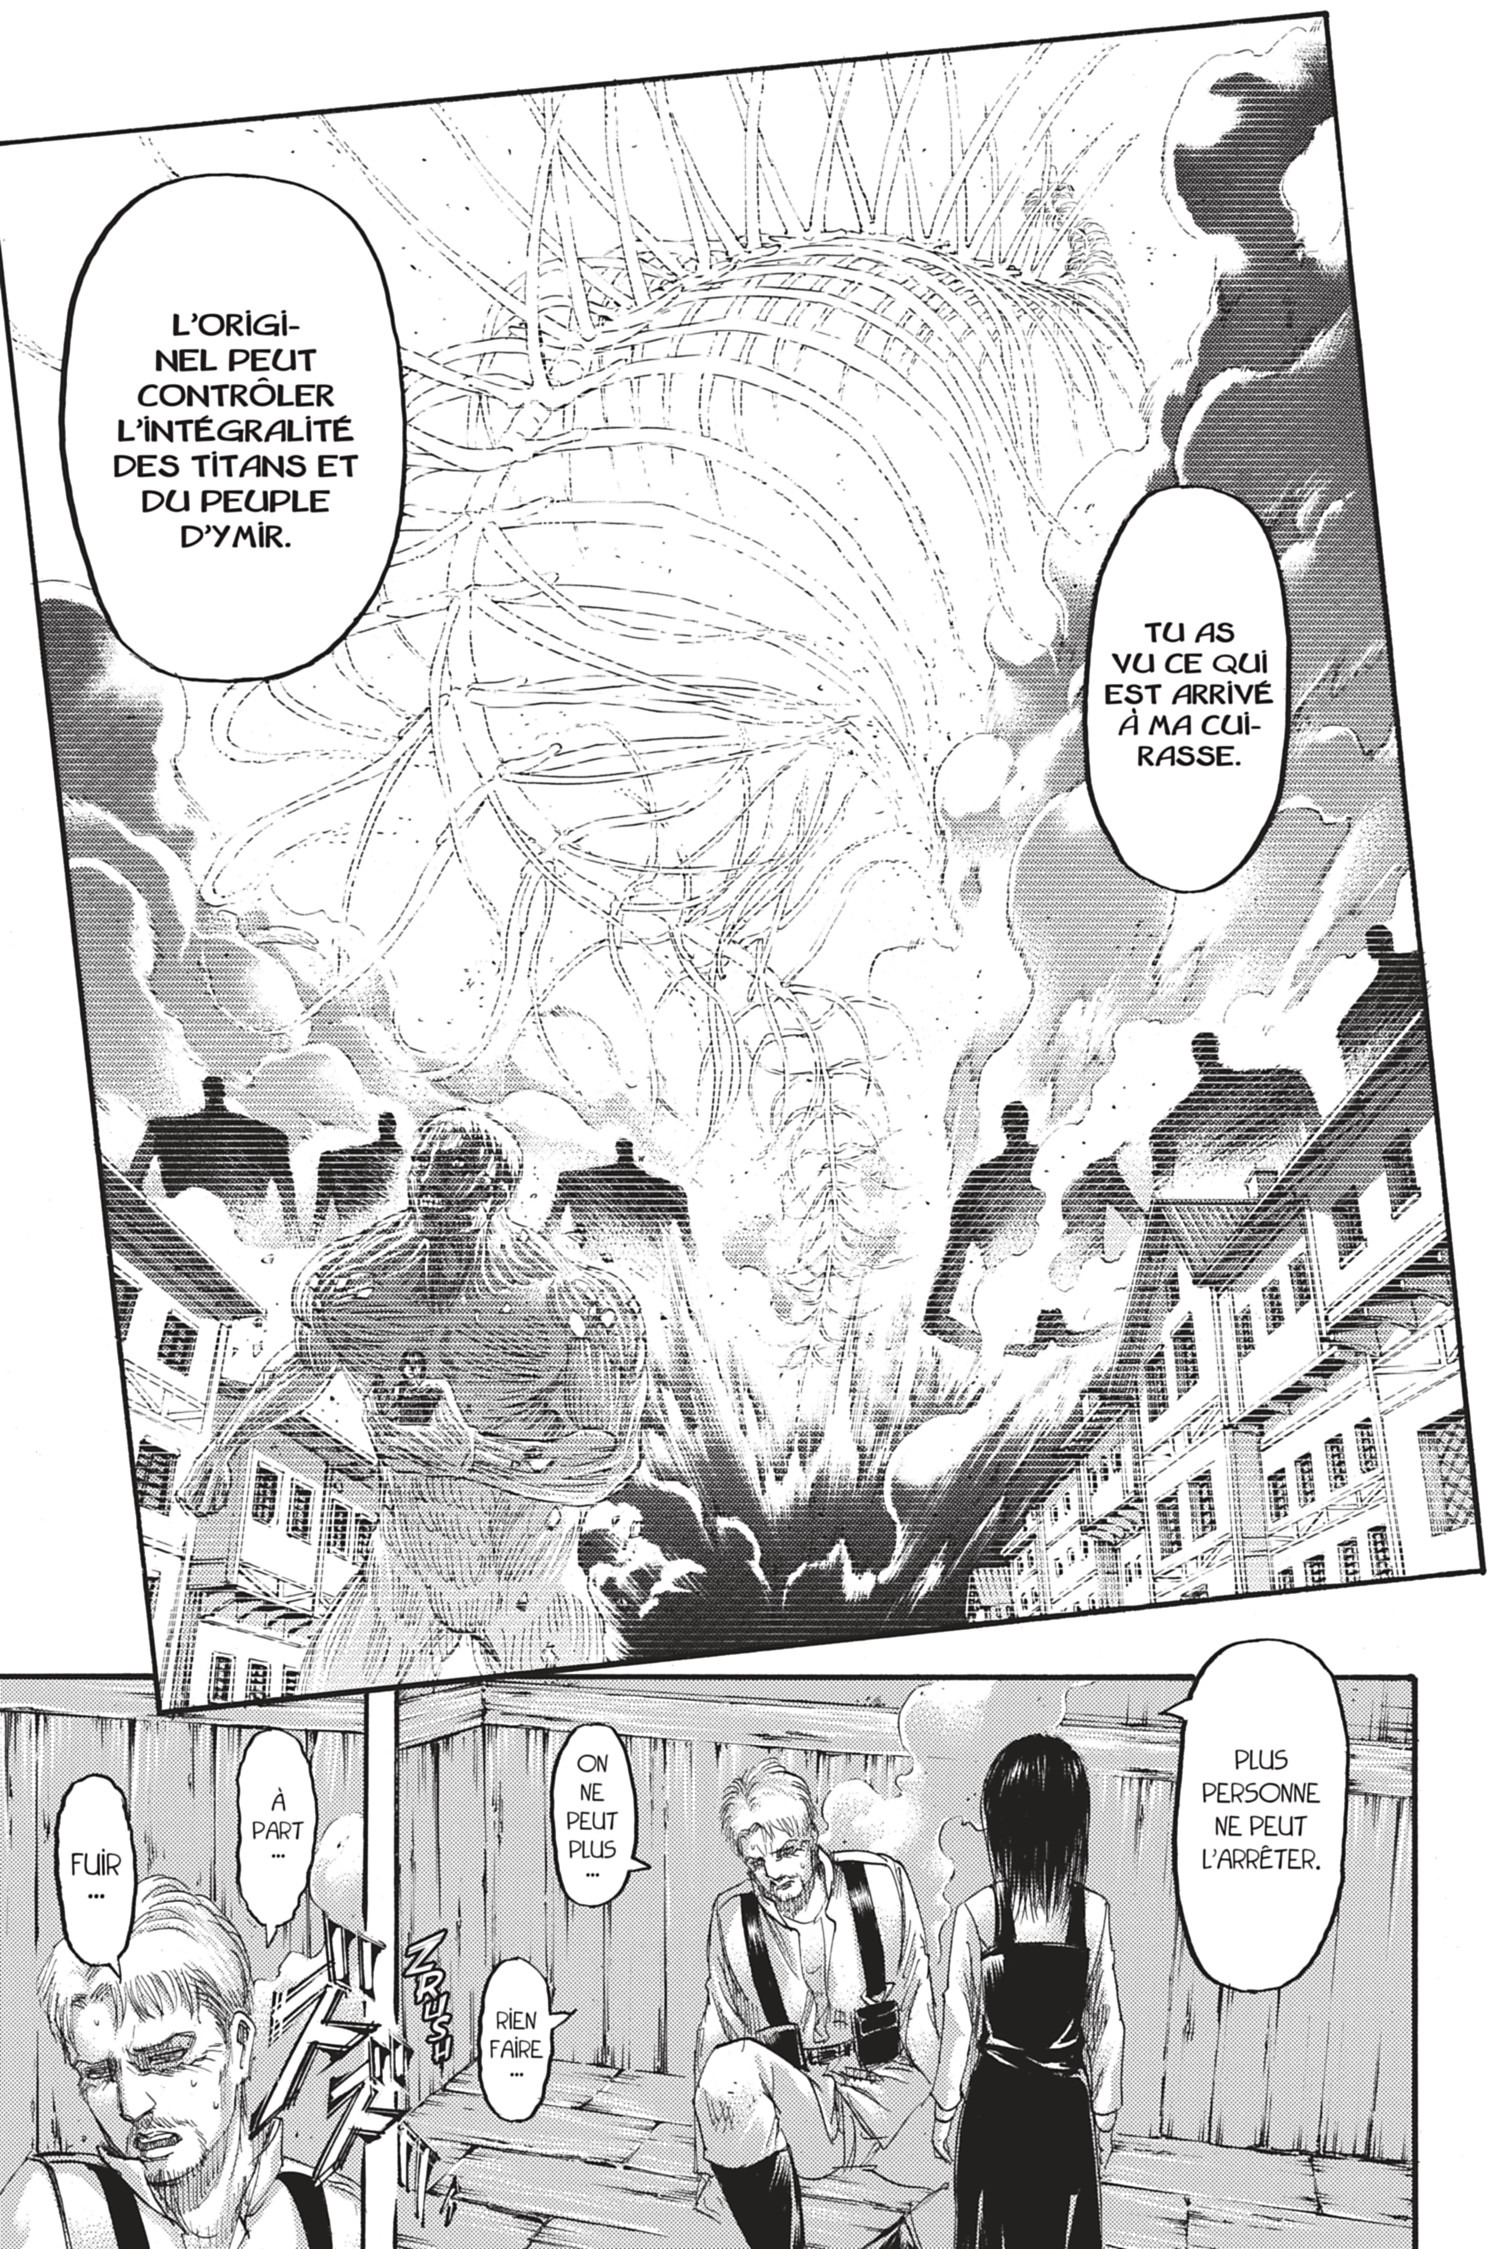 TU AS
VU CE QUI
EST ARRIVÉ
À MA CUI-
RASSE.
L'ORIGI-
NEL PEUT
CONTRÔLER
L'INTÉGRALITÉ
DES TITANS ET
DU PEUPLE
D'YMIR.
PLUS
PERSONNE
NE PEUT
L'ARRÊTER.
ON
NE
PEUT
PLUS
...
RIEN
FAIRE
...
ZRUSH
À
PART
...
FUIR
...